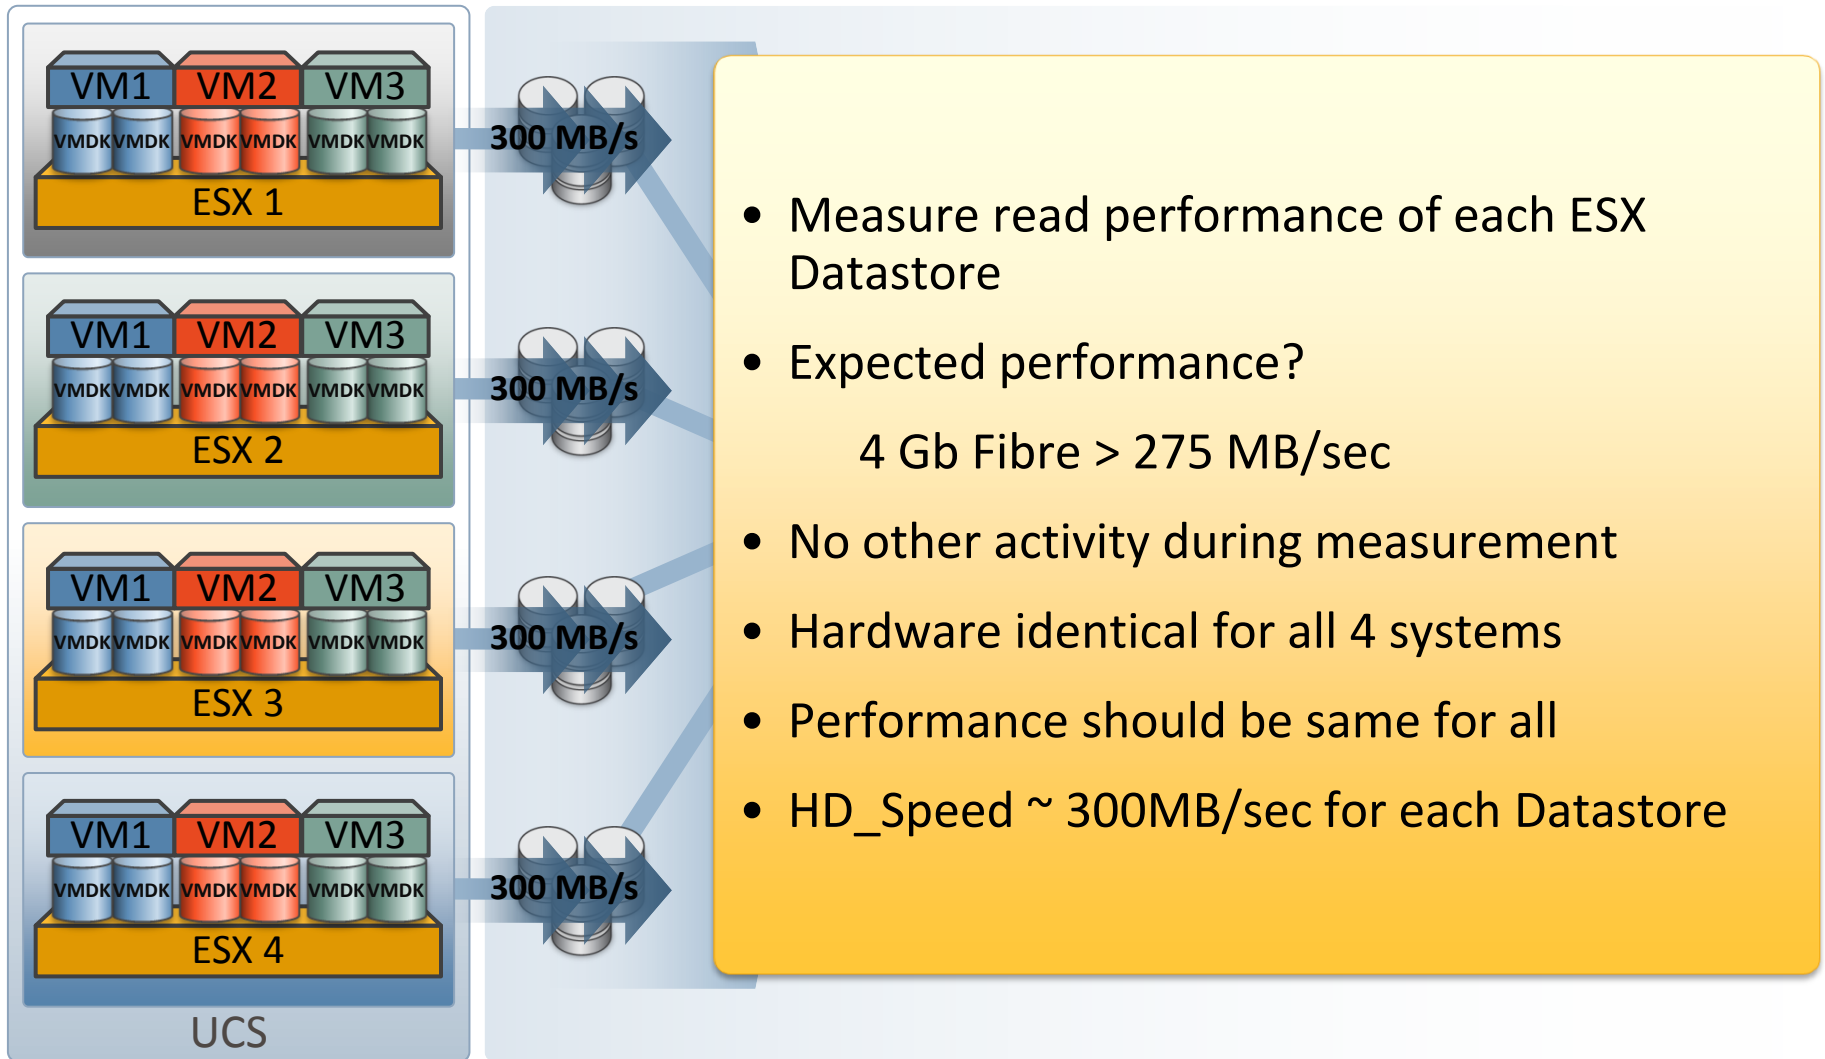 VM1 VM2 VM3
VMDK VMDK VMDK VMDK VMDK VMDK
ESX 1
300 MB/s
VM1 VM2 VM3
VMDK VMDK VMDK VMDK VMDK VMDK
ESX 2
300 MB/s
VM1 VM2 VM3
VMDK VMDK VMDK VMDK VMDK VMDK
ESX 3
300 MB/s
VM1 VM2 VM3
VMDK VMDK VMDK VMDK VMDK VMDK
ESX 4
300 MB/s
UCS
• Measure read performance of each ESX
Datastore
• Expected performance?
4 Gb Fibre > 275 MB/sec
• No other activity during measurement
• Hardware identical for all 4 systems
• Performance should be same for all
• HD_Speed ~ 300MB/sec for each Datastore